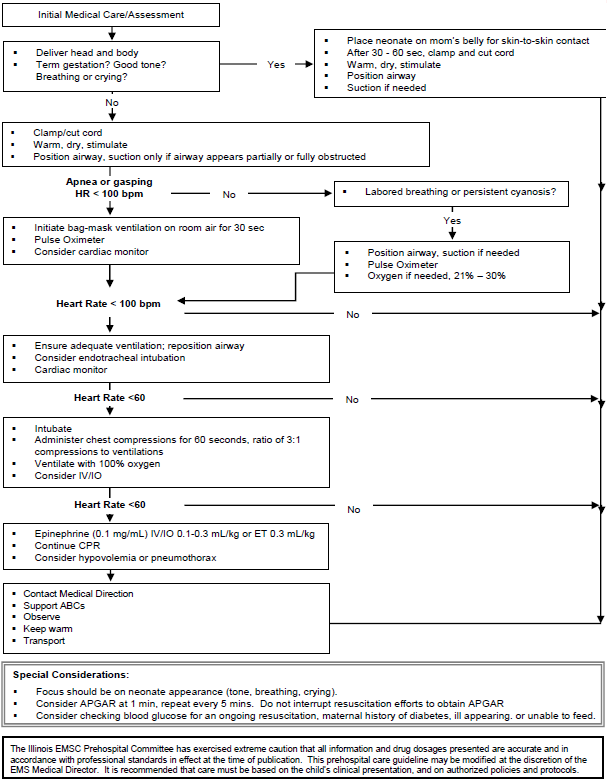 Initial Medical Care/Assessment
▪ Deliver head and body
▪ Term gestation? Good tone?
Breathing or crying?
Yes
▪ Place neonate on mom's belly for skin-to-skin contact
▪ After 30 - 60 sec, clamp and cut cord
▪ Warm, dry, stimulate
▪ Position airway
▪ Suction if needed
No
▪ Clamp/cut cord
▪ Warm, dry, stimulate
▪ Position airway, suction only if airway appears partially or fully obstructed
Apnea or gasping
HR < 100 bpm
No
▪ Labored breathing or persistent cyanosis?
Yes
▪ Initiate bag-mask ventilation on room air for 30 sec
▪ Pulse Oximeter
▪ Consider cardiac monitor
▪ Position airway, suction if needed
▪ Pulse Oximeter
▪ Oxygen if needed, 21% – 30%
Heart Rate < 100 bpm
No
▪ Ensure adequate ventilation; reposition airway
▪ Consider endotracheal intubation
▪ Cardiac monitor
Heart Rate <60
No
▪ Intubate
▪ Administer chest compressions for 60 seconds, ratio of 3:1
compressions to ventilations
▪ Ventilate with 100% oxygen
▪ Consider IV/IO
Heart Rate <60
No
▪ Epinephrine (0.1 mg/mL) IV/IO 0.1-0.3 mL/kg or ET 0.3 mL/kg
▪ Continue CPR
▪ Consider hypovolemia or pneumothorax
▪ Contact Medical Direction
▪ Support ABCs
▪ Observe
▪ Keep warm
▪ Transport
Special Considerations:
▪ Focus should be on neonate appearance (tone, breathing, crying).
▪ Consider APGAR at 1 min, repeat every 5 mins. Do not interrupt resuscitation efforts to obtain APGAR
▪ Consider checking blood glucose for an ongoing resuscitation, maternal history of diabetes, ill appearing. or unable to feed.
The Illinois EMSC Prehospital Committee has exercised extreme caution that all information and drug dosages presented are accurate and in
accordance with professional standards in effect at the time of publication. This prehospital care guideline may be modified at the discretion of the
EMS Medical Director. It is recommended that care must be based on the child's clinical presentation, and on authorized policies and protocols.